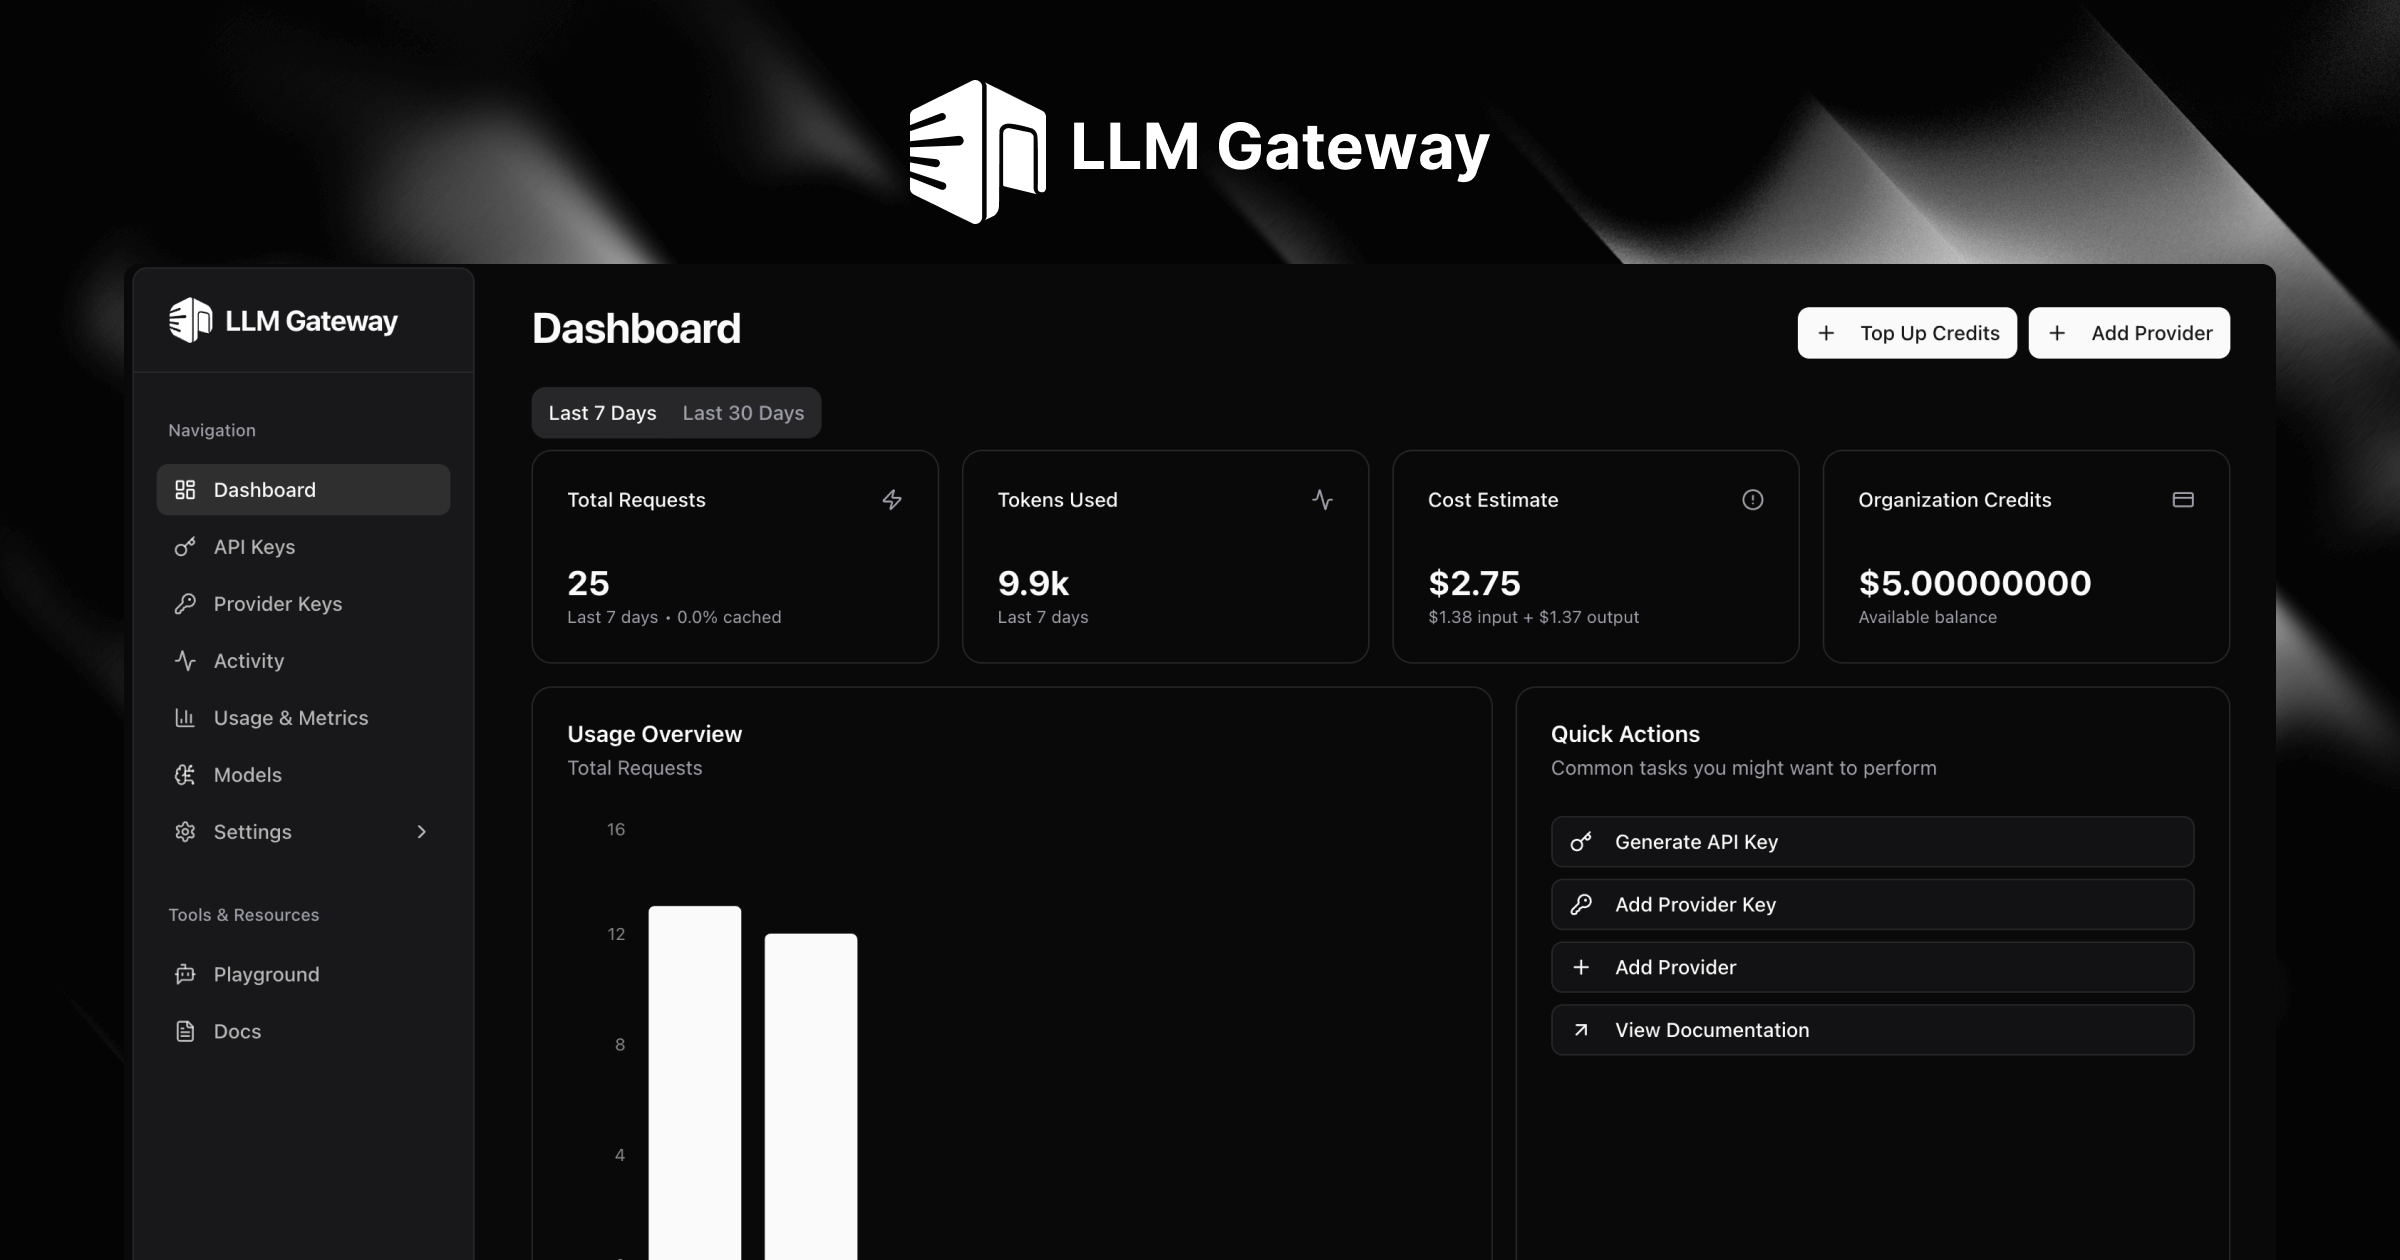 LLM Gateway
LLM Gateway
Navigation
Dashboard
API Keys
Provider Keys
Activity
Usage & Metrics
Models
Settings
Tools & Resources
Playground
Docs
Dashboard
Top Up Credits
Add Provider
Last 7 Days
Last 30 Days
Total Requests
25
Last 7 days • 0.0% cached
Tokens Used
9.9k
Last 7 days
Cost Estimate
$2.75
$1.38 input + $1.37 output
Organization Credits
$5.00000000
Available balance
Usage Overview
Total Requests
16
12
8
4
Quick Actions
Common tasks you might want to perform
Generate API Key
Add Provider Key
Add Provider
View Documentation